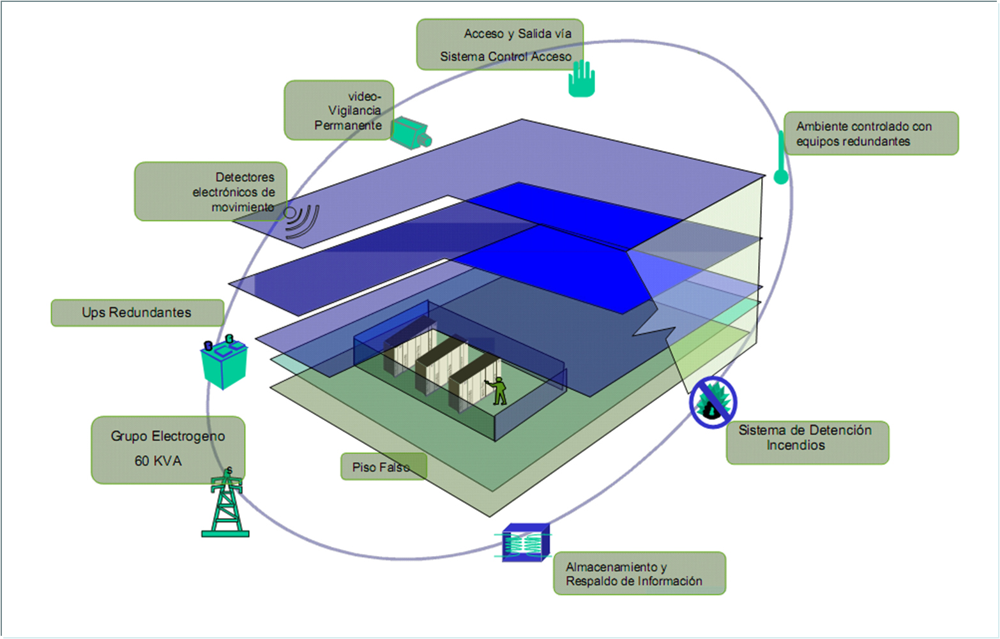 Acceso y Salida vía
Sistema Control Acceso
video-
Vigilancia
Permanente
Ambiente controlado con
equipos redundantes
Detectores
electrónicos de
movimiento
Ups Redundantes
Grupo Electrogeno
60 KVA
S
Piso Falso
Sistema de Detención
Incendios
Almacenamiento y
Respaldo de Información